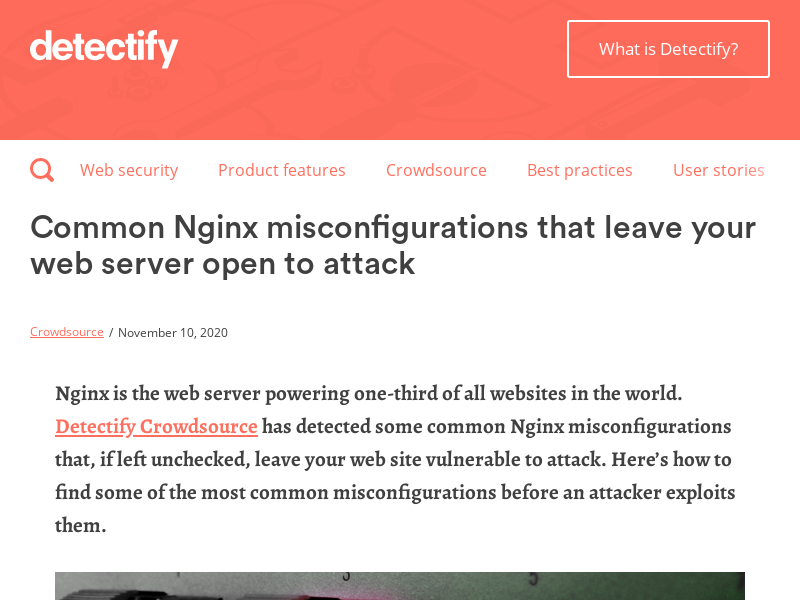 detectify
What is Detectify?
Web security
Product features
Crowdsource
Best practices
User stories
Common Nginx misconfigurations that leave your
web server open to attack
Crowdsource / November 10, 2020
Nginx is the web server powering one-third of all websites in the world.
Detectify Crowdsource has detected some common Nginx misconfigurations
that, if left unchecked, leave your web site vulnerable to attack. Here’s how to
find some of the most common misconfigurations before an attacker exploits
them.